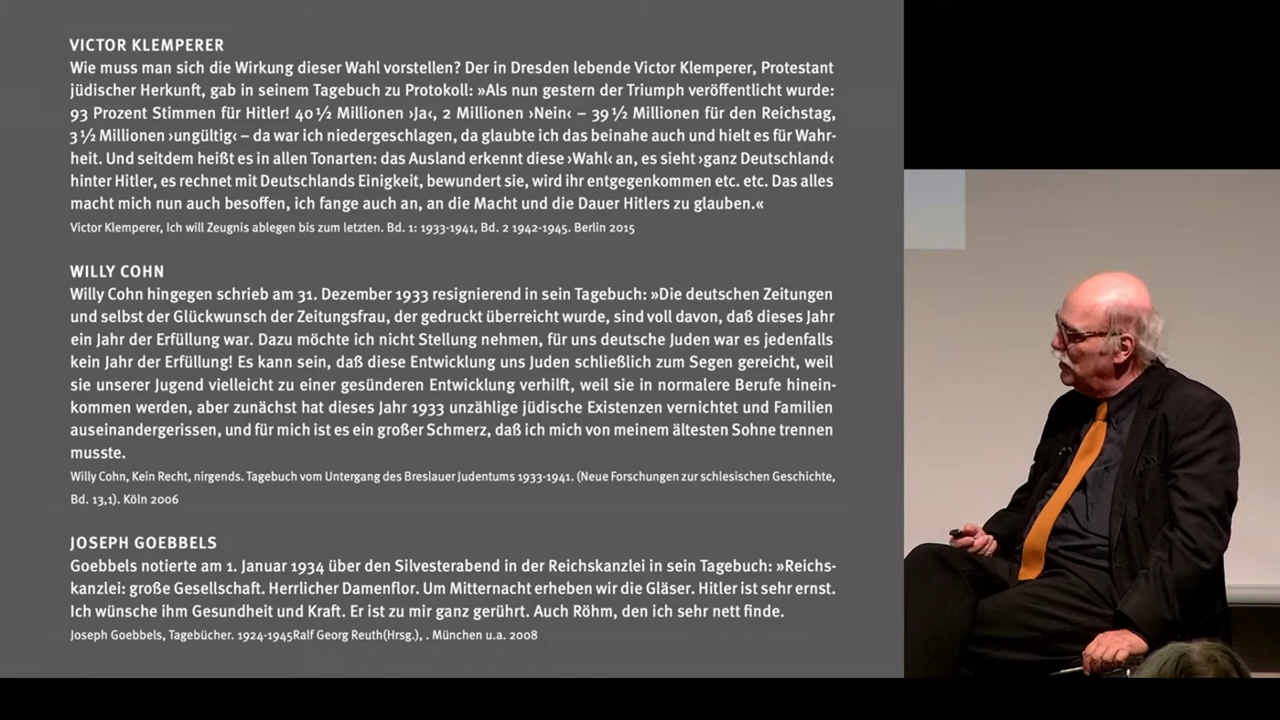 VICTOR KLEMPERER
Wie muss man sich die Wirkung dieser Wahl vorstellen? Der in Dresden lebende Victor Klemperer, Protestant
jüdischer Herkunft, gab in seinem Tagebuch zu Protokoll: »Als nun gestern der Triumph veröffentlicht wurde:
93 Prozent Stimmen für Hitler! 40 ½ Millionen ›Ja‹, 2 Millionen ›Nein‹ – 39 ½ Millionen für den Reichstag,
3 ½ Millionen ›ungültig‹ – da war ich niedergeschlagen, da glaubte ich das beinahe auch und hielt es für Wahr-
heit. Und seitdem heißt es in allen Tonarten: das Ausland erkennt diese ›Wahl‹ an, es sieht ›ganz Deutschland‹
hinter Hitler, es rechnet mit Deutschlands Einigkeit, bewundert sie, wird ihr entgegenkommen etc. etc. Das alles
macht mich nun auch besoffen, ich fange auch an, an die Macht und die Dauer Hitlers zu glauben.«
Victor Klemperer, Ich will Zeugnis ablegen bis zum letzten. Bd. 1: 1933-1941, Bd. 2 1942-1945. Berlin 2015
WILLY COHN
Willy Cohn hingegen schrieb am 31. Dezember 1933 resignierend in sein Tagebuch: »Die deutschen Zeitungen
und selbst der Glückwunsch der Zeitungsfrau, der gedruckt überreicht wurde, sind voll davon, daß dieses Jahr
ein Jahr der Erfüllung war. Dazu möchte ich nicht Stellung nehmen, für uns deutsche Juden war es jedenfalls
kein Jahr der Erfüllung! Es kann sein, daß diese Entwicklung uns Juden schließlich zum Segen gereicht, weil
sie unserer Jugend vielleicht zu einer gesünderen Entwicklung verhilft, weil sie in normalere Berufe hinein-
kommen werden, aber zunächst hat dieses Jahr 1933 unzählige jüdische Existenzen vernichtet und Familien
auseinandergerissen, und für mich ist es ein großer Schmerz, daß ich mich von meinem ältesten Sohne trennen
musste.
Willy Cohn, Kein Recht, nirgends. Tagebuch vom Untergang des Breslauer Judentums 1933-1941. (Neue Forschungen zur schlesischen Geschichte,
Bd. 13,1). Köln 2006
JOSEPH GOEBBELS
Goebbels notierte am 1. Januar 1934 über den Silvesterabend in der Reichskanzlei in sein Tagebuch: »Reichs-
kanzlei: große Gesellschaft. Herrlicher Damenflor. Um Mitternacht erheben wir die Gläser. Hitler ist sehr ernst.
Ich wünsche ihm Gesundheit und Kraft. Er ist zu mir ganz gerührt. Auch Röhm, den ich sehr nett finde.
Joseph Goebbels, Tagebücher. 1924-1945Ralf Georg Reuth(Hrsg.), . München u.a. 2008